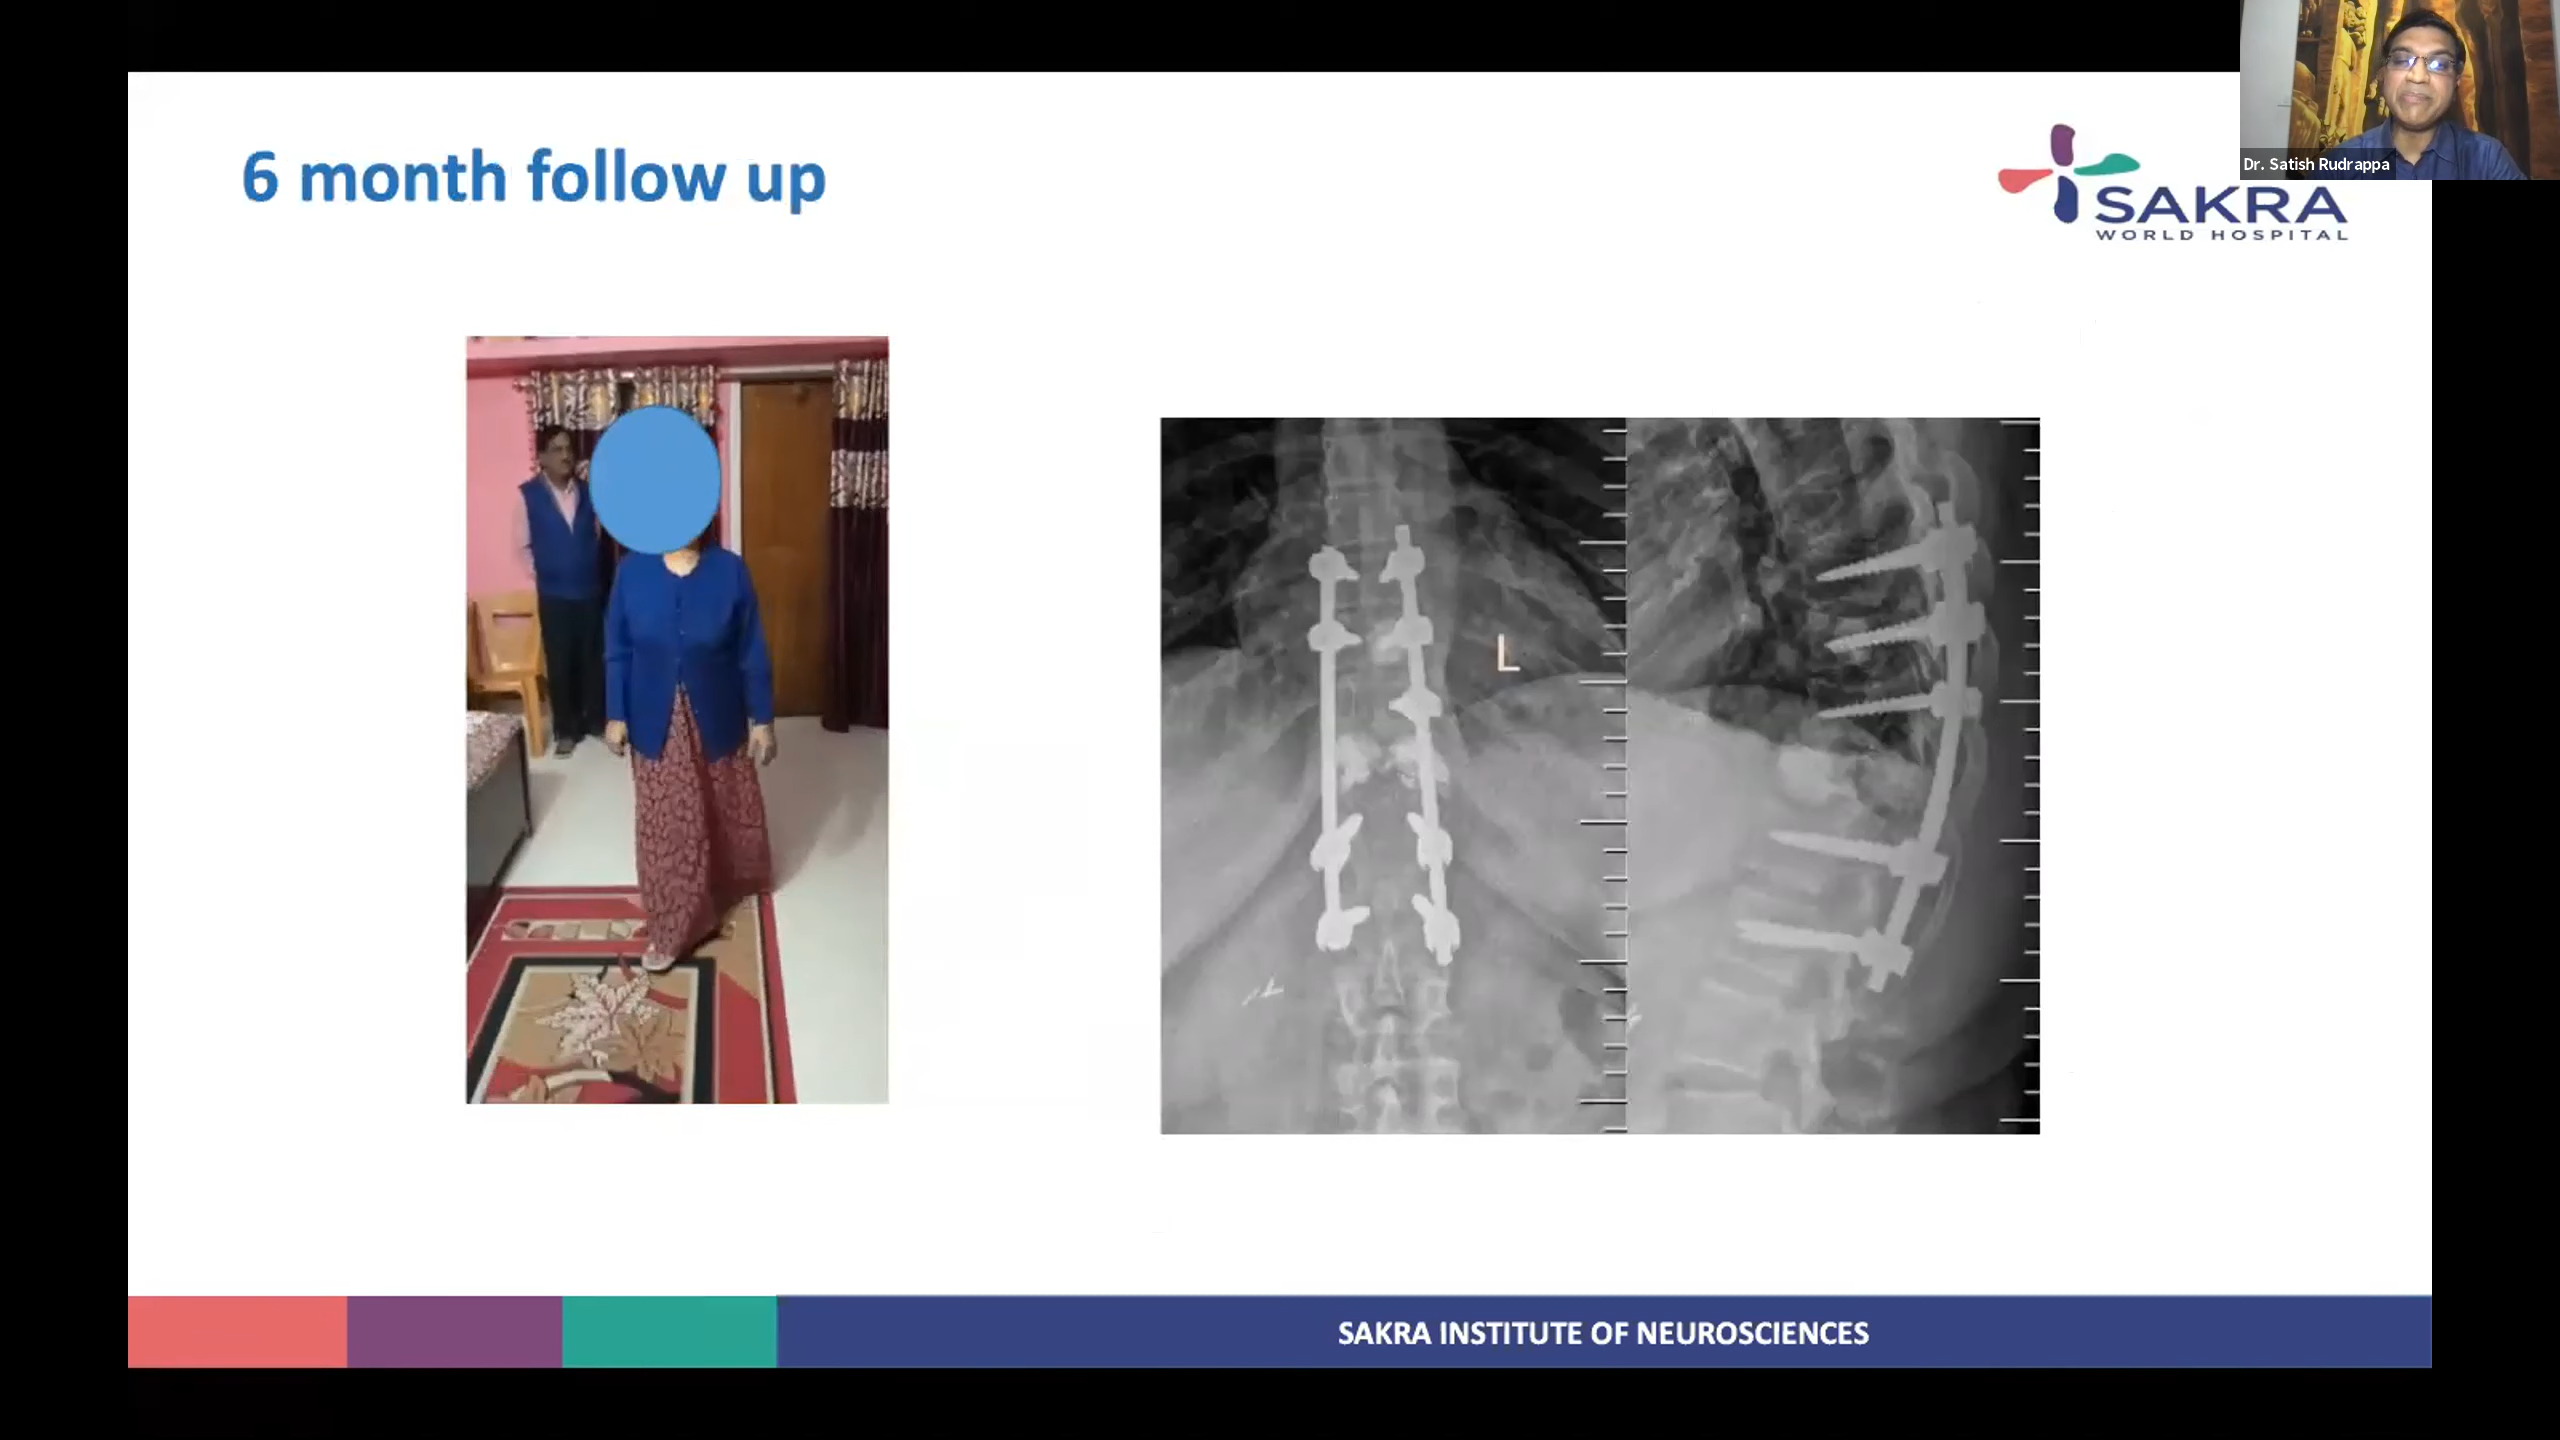 Dr. Satish Rudrappa
6 month follow up
SAKRA
WORLD HOSPITAL
L
SAKRA INSTITUTE OF NEUROSCIENCES